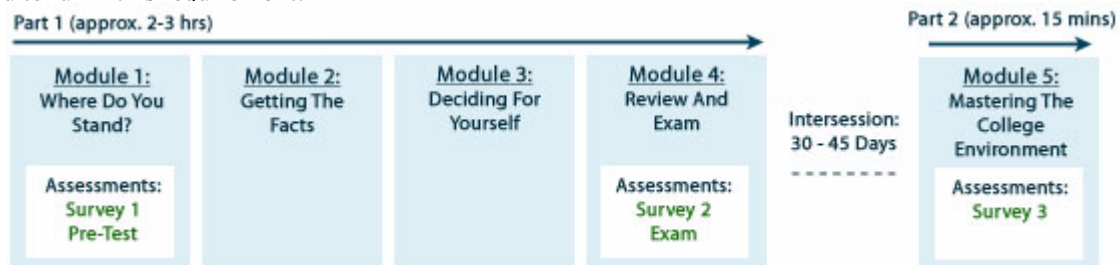 Part 1 (approx. 2-3 hrs)
Part 2 (approx. 15 mins)
Module 1:
Where Do You
Stand?
Assessments:
Survey 1
Pre-Test
Module 2:
Getting The
Facts
Module 3:
Deciding For
Yourself
Module 4:
Review And
Exam
Assessments:
Survey 2
Exam
Intersession:
30 - 45 Days
Module 5:
Mastering The
College
Environment
Assessments:
Survey 3